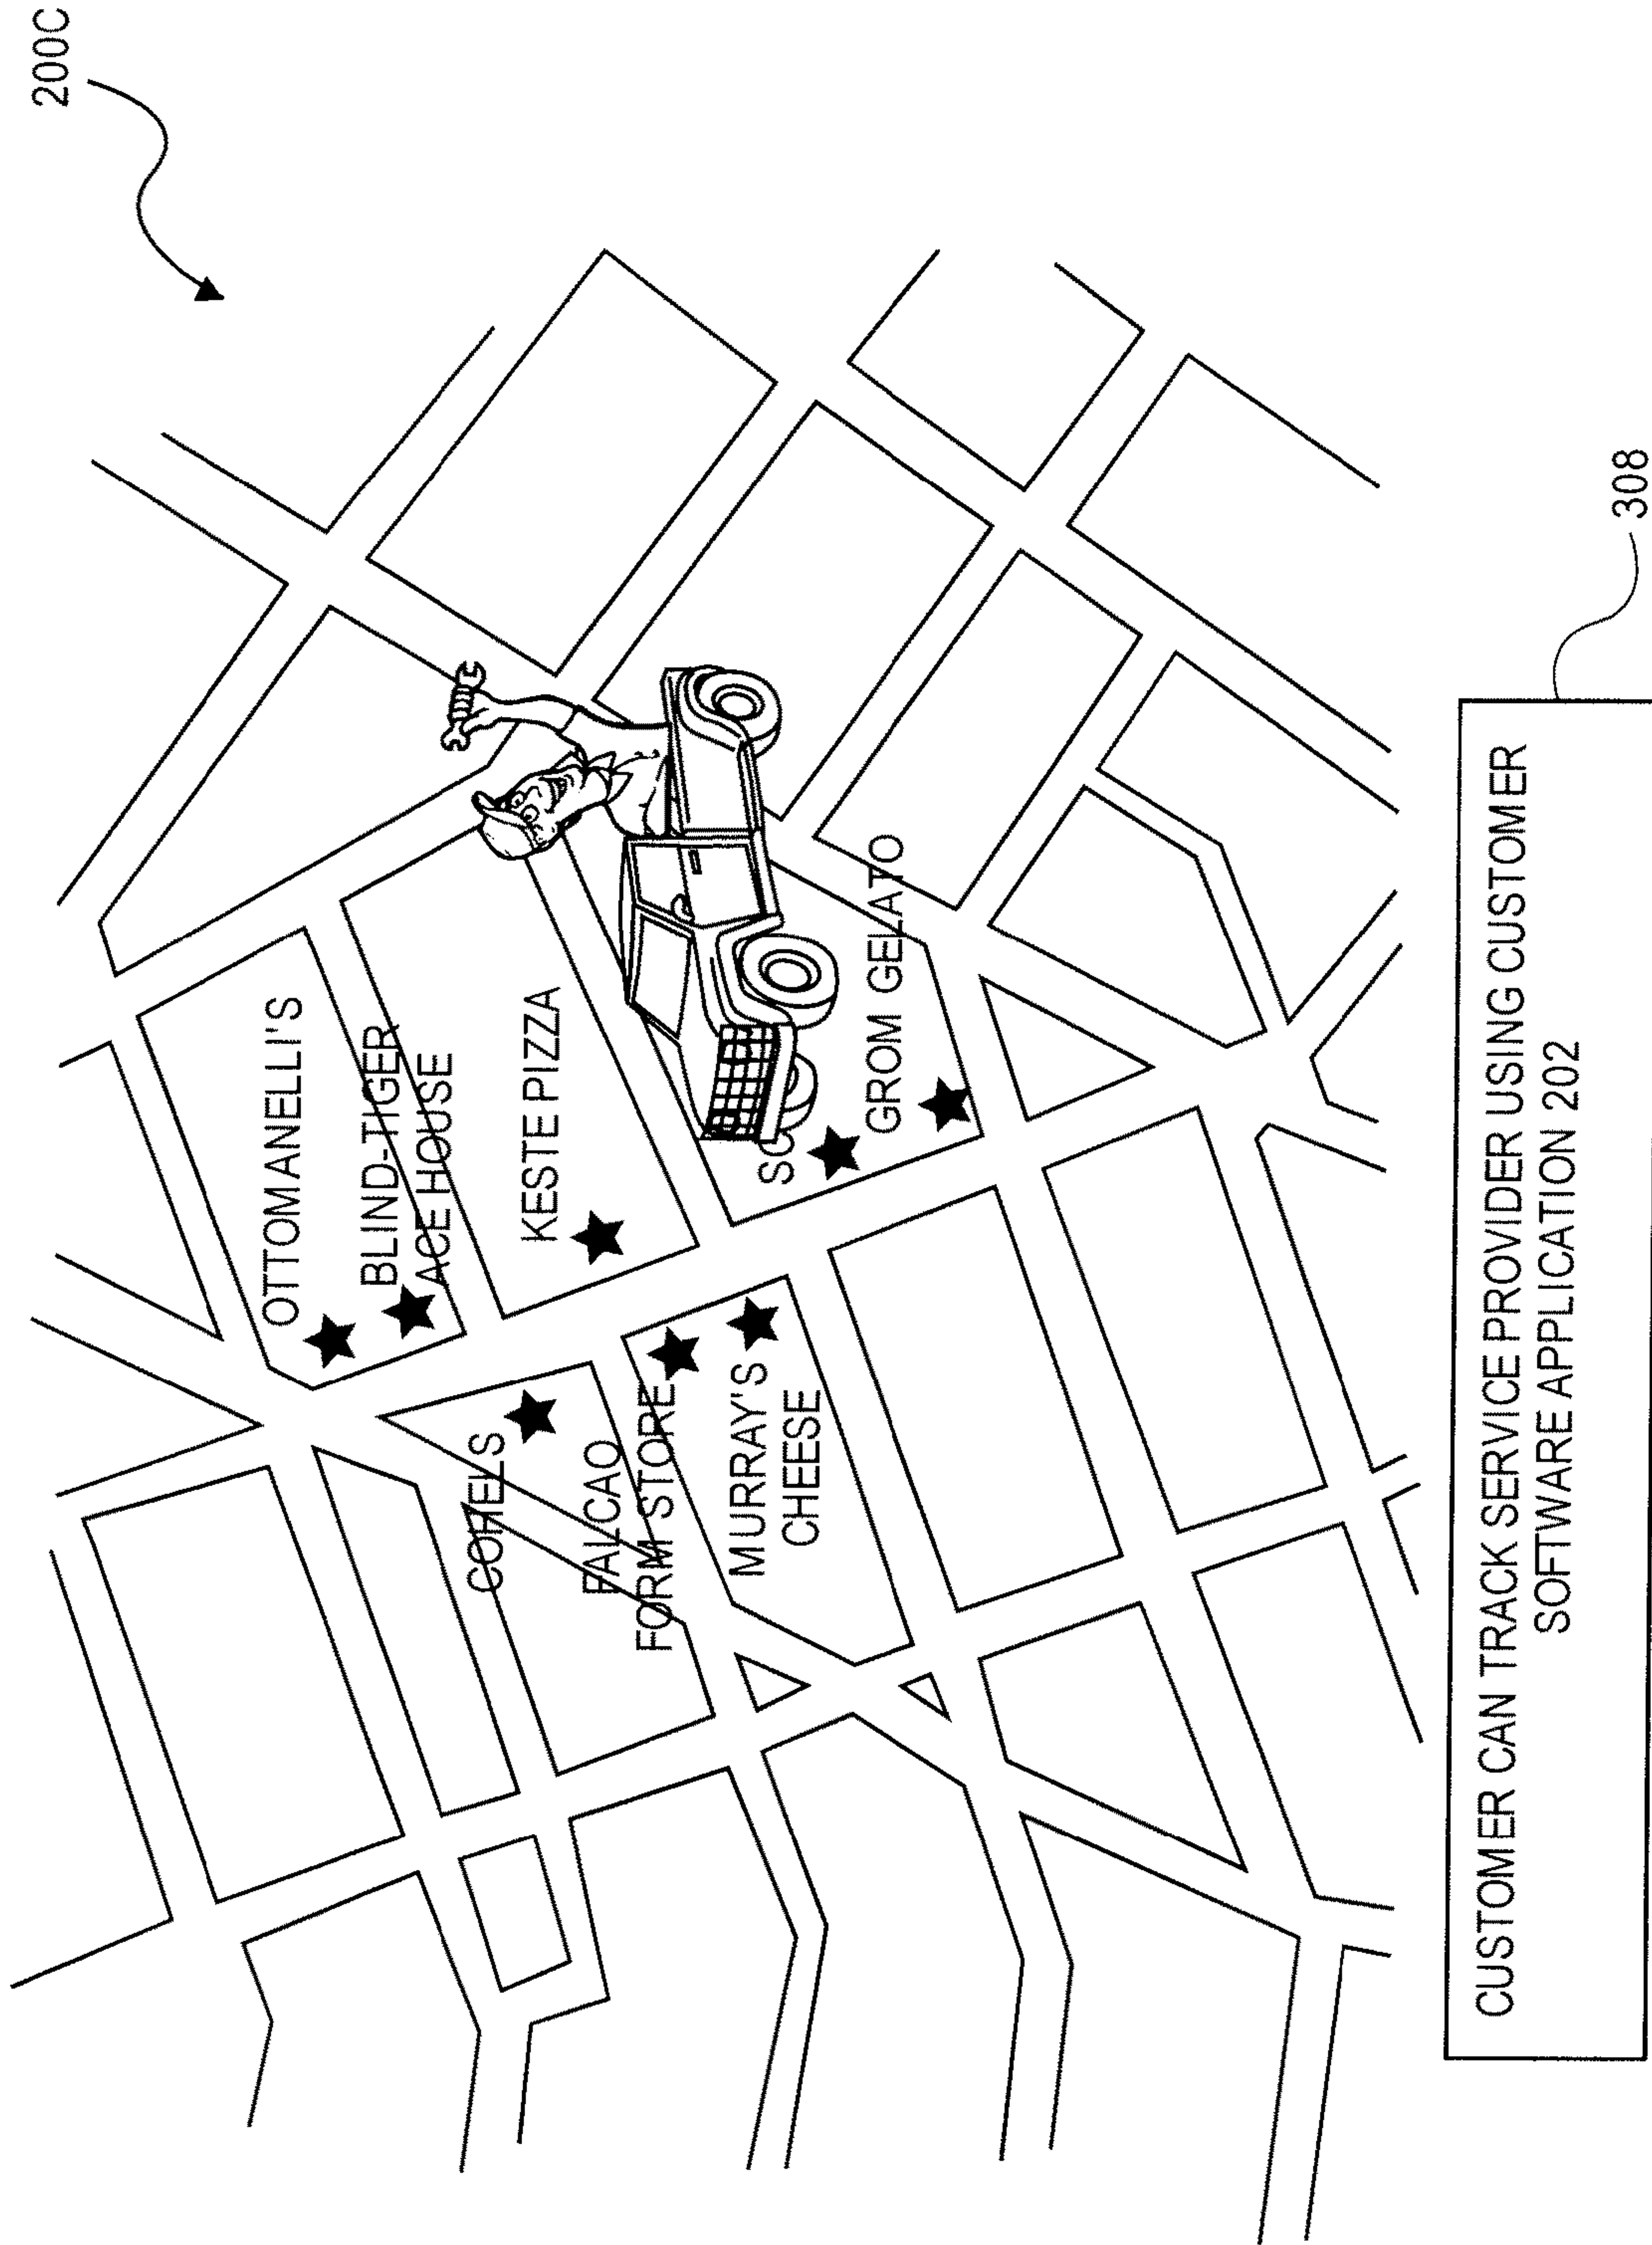 200C
OTTOMANELLI'S
BLIND-TIGER
ACE HOUSE
KESTE PIZZA
COHELS
FALCAO
FORM STORE
MURRAY'S
CHEESE
GROM GELATO
308
CUSTOMER CAN TRACK SERVICE PROVIDER USING CUSTOMER
SOFTWARE APPLICATION 202